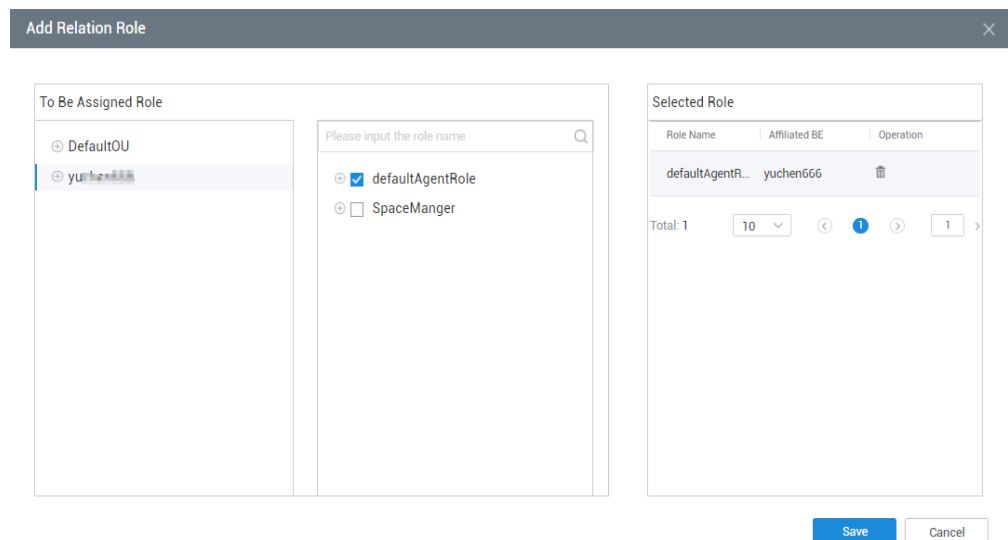 Add Relation Role
To Be Assigned Role
DefaultOU
Please input the role name
defaultAgentRole
SpaceManger
Selected Role
Role Name Affiliated BE Operation
defaultAgentR... yuchen666
Total: 1 10 1 1
Save Cancel